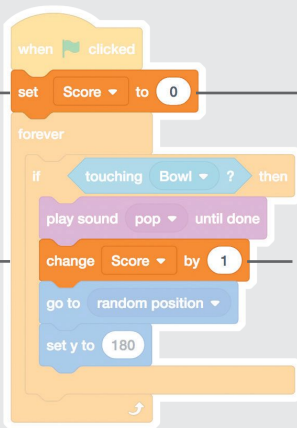 when clicked
set Score to 0
forever
if touching Bowl ? then
play sound pop until done
change Score by 1
go to random position
set y to 180